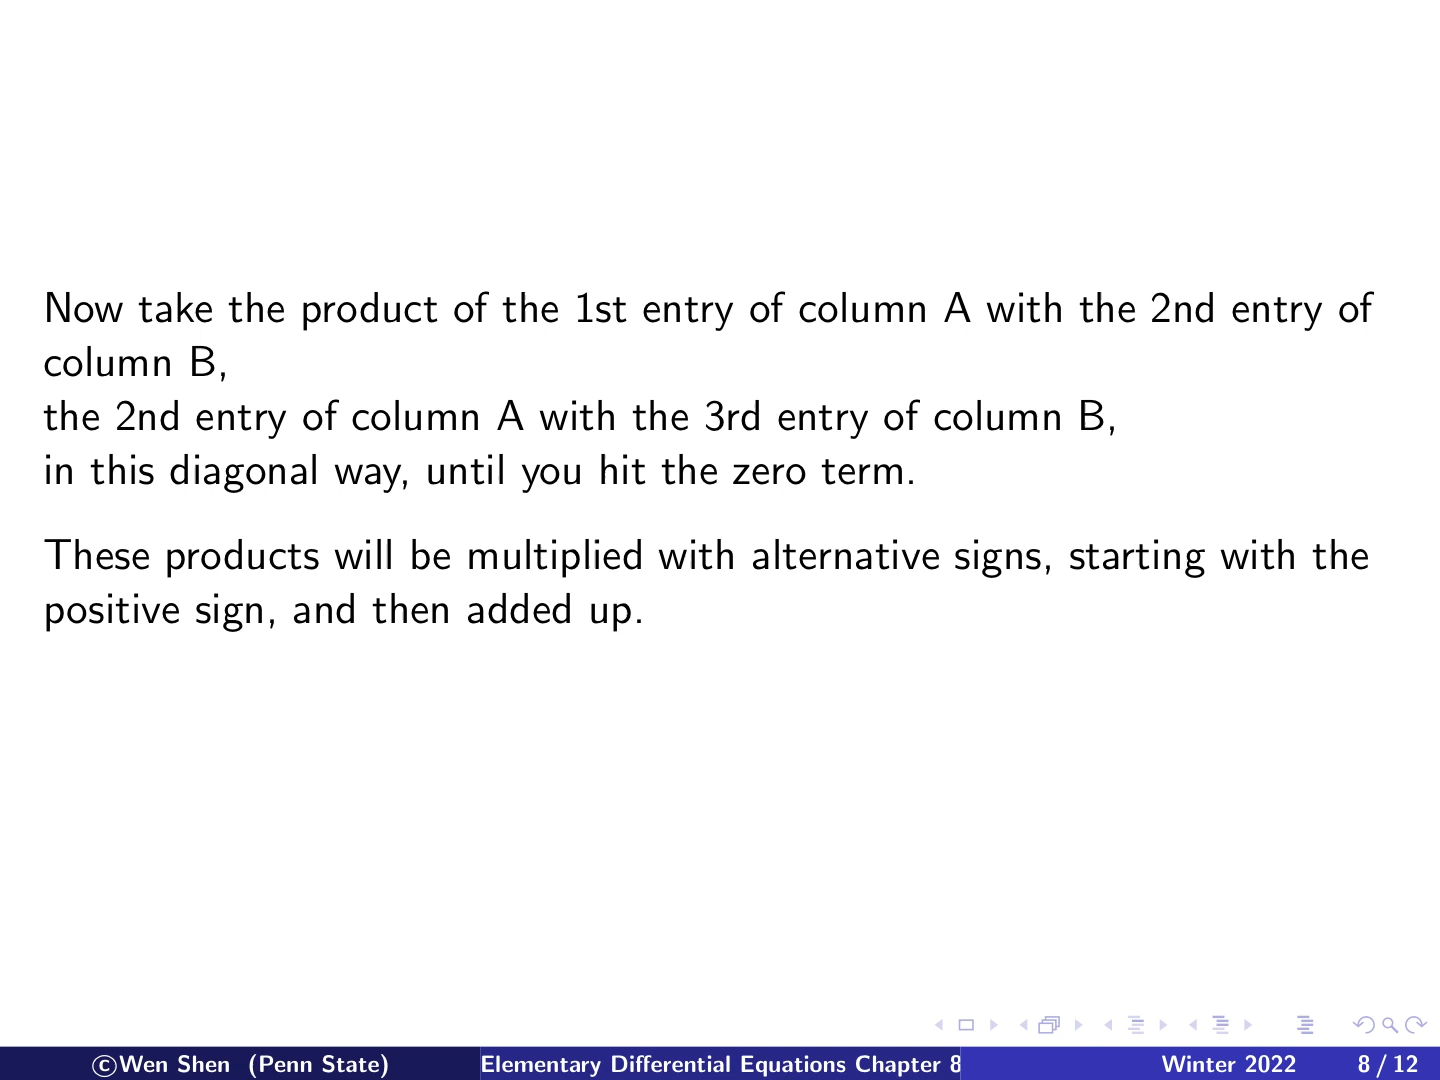 Now take the product of the 1st entry of column A with the 2nd entry of
column B,
the 2nd entry of column A with the 3rd entry of column B,
in this diagonal way, until you hit the zero term.
These products will be multiplied with alternative signs, starting with the
positive sign, and then added up.
©Wen Shen (Penn State) Elementary Differential Equations Chapter 8 Winter 2022 8 / 12